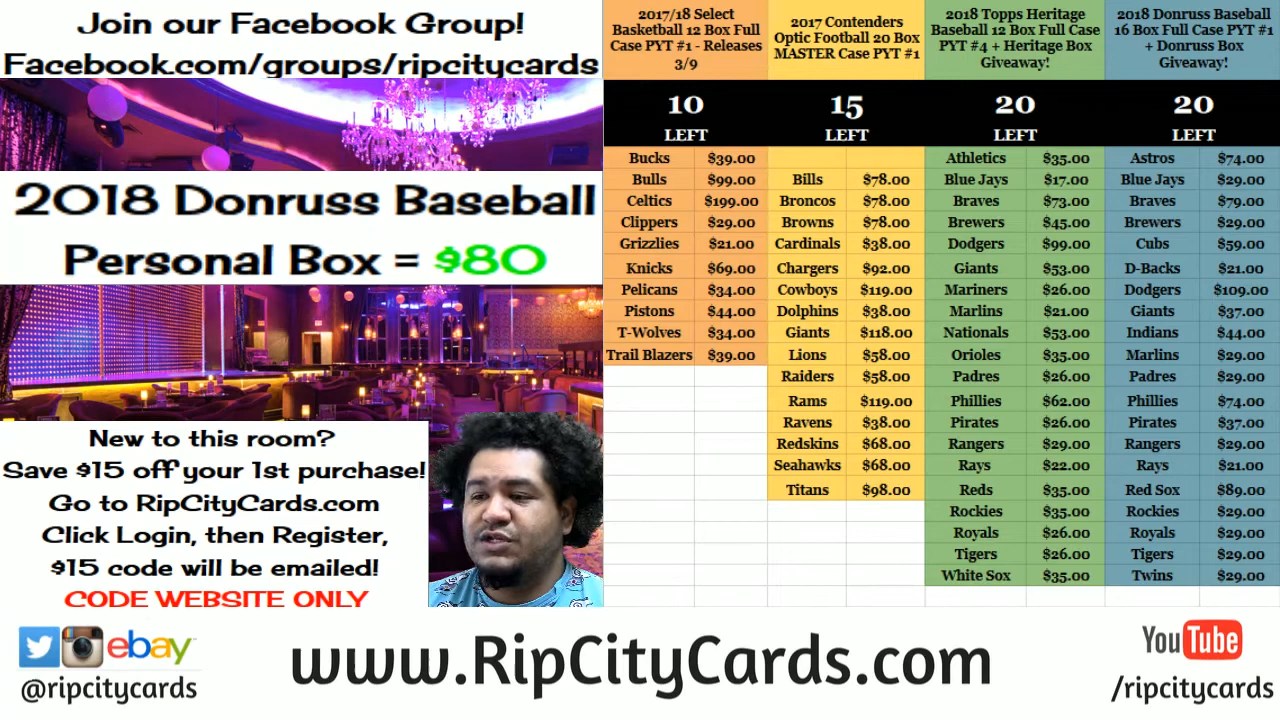 Join our Facebook Group!
Facebook.com/groups/ripcitycards
2018 Donruss Baseball
Personal Box = $80
New to this room?
Save $15 off your 1st purchase!
Go to RipCityCards.com
Click Login, then Register,
$15 code will be emailed!
CODE WEBSITE ONLY
2017/18 Select
Basketball 12 Box Full
Case PYT #1 - Releases
3/9
10
LEFT
Bucks $39.00
Bulls $99.00
Celtics $199.00
Clippers $29.00
Grizzlies $21.00
Knicks $69.00
Pelicans $34.00
Pistons $44.00
T-Wolves $34.00
Trail Blazers $39.00
2017 Contenders
Optic Football 20 Box
MASTER Case PYT #1
15
LEFT
Bills $78.00
Broncos $78.00
Browns $78.00
Cardinals $38.00
Chargers $92.00
Cowboys $119.00
Dolphins $38.00
Giants $118.00
Lions $58.00
Raiders $58.00
Rams $119.00
Ravens $38.00
Redskins $68.00
Seahawks $68.00
Titans $98.00
2018 Topps Heritage
Baseball 12 Box Full Case
PYT #4 + Heritage Box
Giveaway!
20
LEFT
Athletics $35.00
Blue Jays $17.00
Braves $73.00
Brewers $45.00
Dodgers $99.00
Giants $53.00
Mariners $26.00
Marlins $21.00
Nationals $53.00
Orioles $35.00
Padres $26.00
Phillies $62.00
Pirates $26.00
Rangers $29.00
Rays $22.00
Reds $35.00
Rockies $35.00
Royals $26.00
Tigers $26.00
White Sox $35.00
2018 Donruss Baseball
16 Box Full Case PYT #1
+ Donruss Box
Giveaway!
20
LEFT
Astros $74.00
Blue Jays $29.00
Braves $79.00
Brewers $29.00
Cubs $59.00
D-Backs $21.00
Dodgers $109.00
Giants $37.00
Indians $44.00
Marlins $29.00
Padres $29.00
Phillies $74.00
Pirates $37.00
Rangers $29.00
Rays $21.00
Red Sox $89.00
Rockies $29.00
Royals $29.00
Tigers $29.00
Twins $29.00
ebay
@ripcitycards
www.RipCityCards.com
YouTube
/ripcitycards